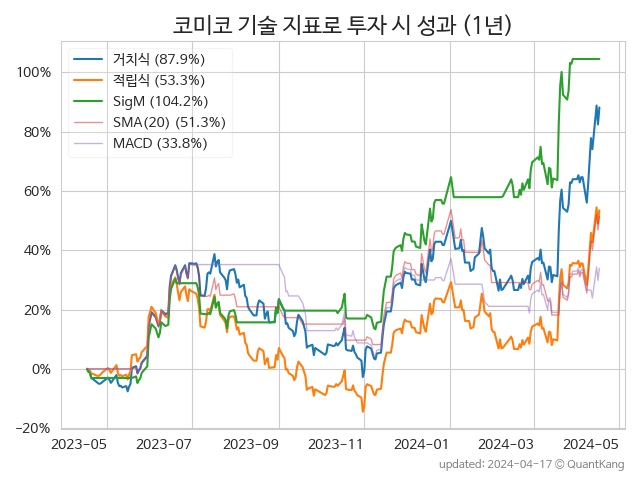 코미코 기술 지표로 투자 시 성과 (1년)
거치식 (87.9%)
적립식 (53.3%)
SigM (104.2%)
SMA(20) (51.3%)
MACD (33.8%)
100%
80%
60%
40%
20%
0%
−20%
2023-05 2023-07 2023-09 2023-11 2024-01 2024-03 2024-05
updated: 2024-04-17 © QuantKang